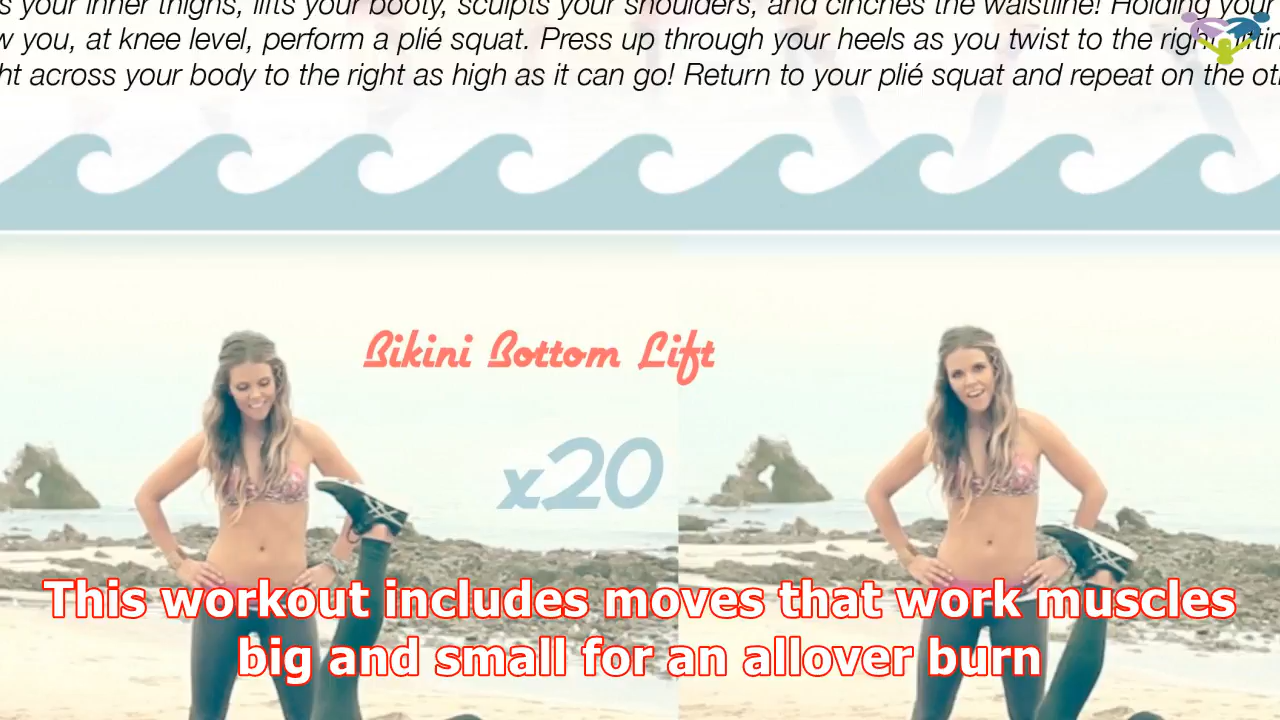 your inner thighs, lifts your booty, sculpts your shoulders, and cinches the waistline! Holding your
you, at knee level, perform a plié squat. Press up through your heels as you twist to the right
across your body to the right as high as it can go! Return to your plié squat and repeat on the
Bikini Bottom Lift
x20
This workout includes moves that work muscles
big and small for an allover burn